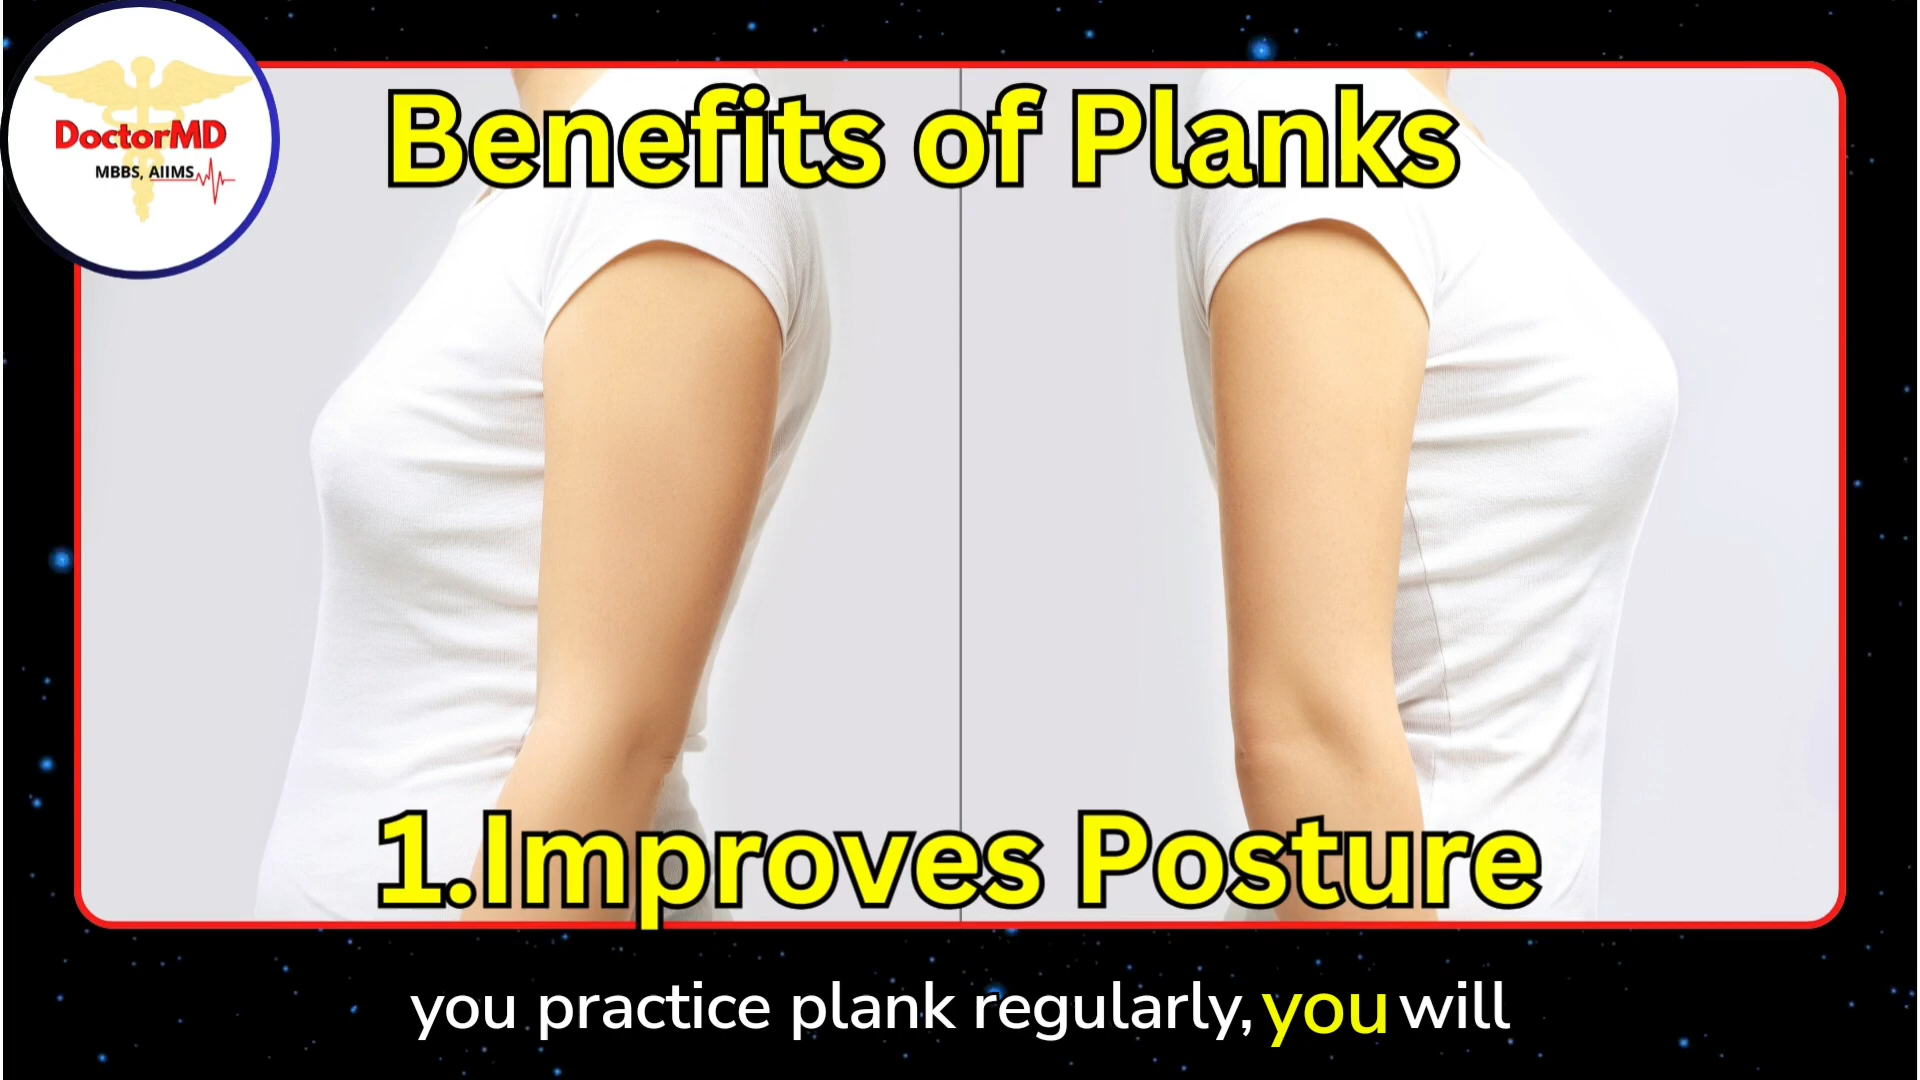 DoctorMD
MBBS, AIIMS
Benefits of Planks
1.Improves Posture
you practice plank regularly, you will